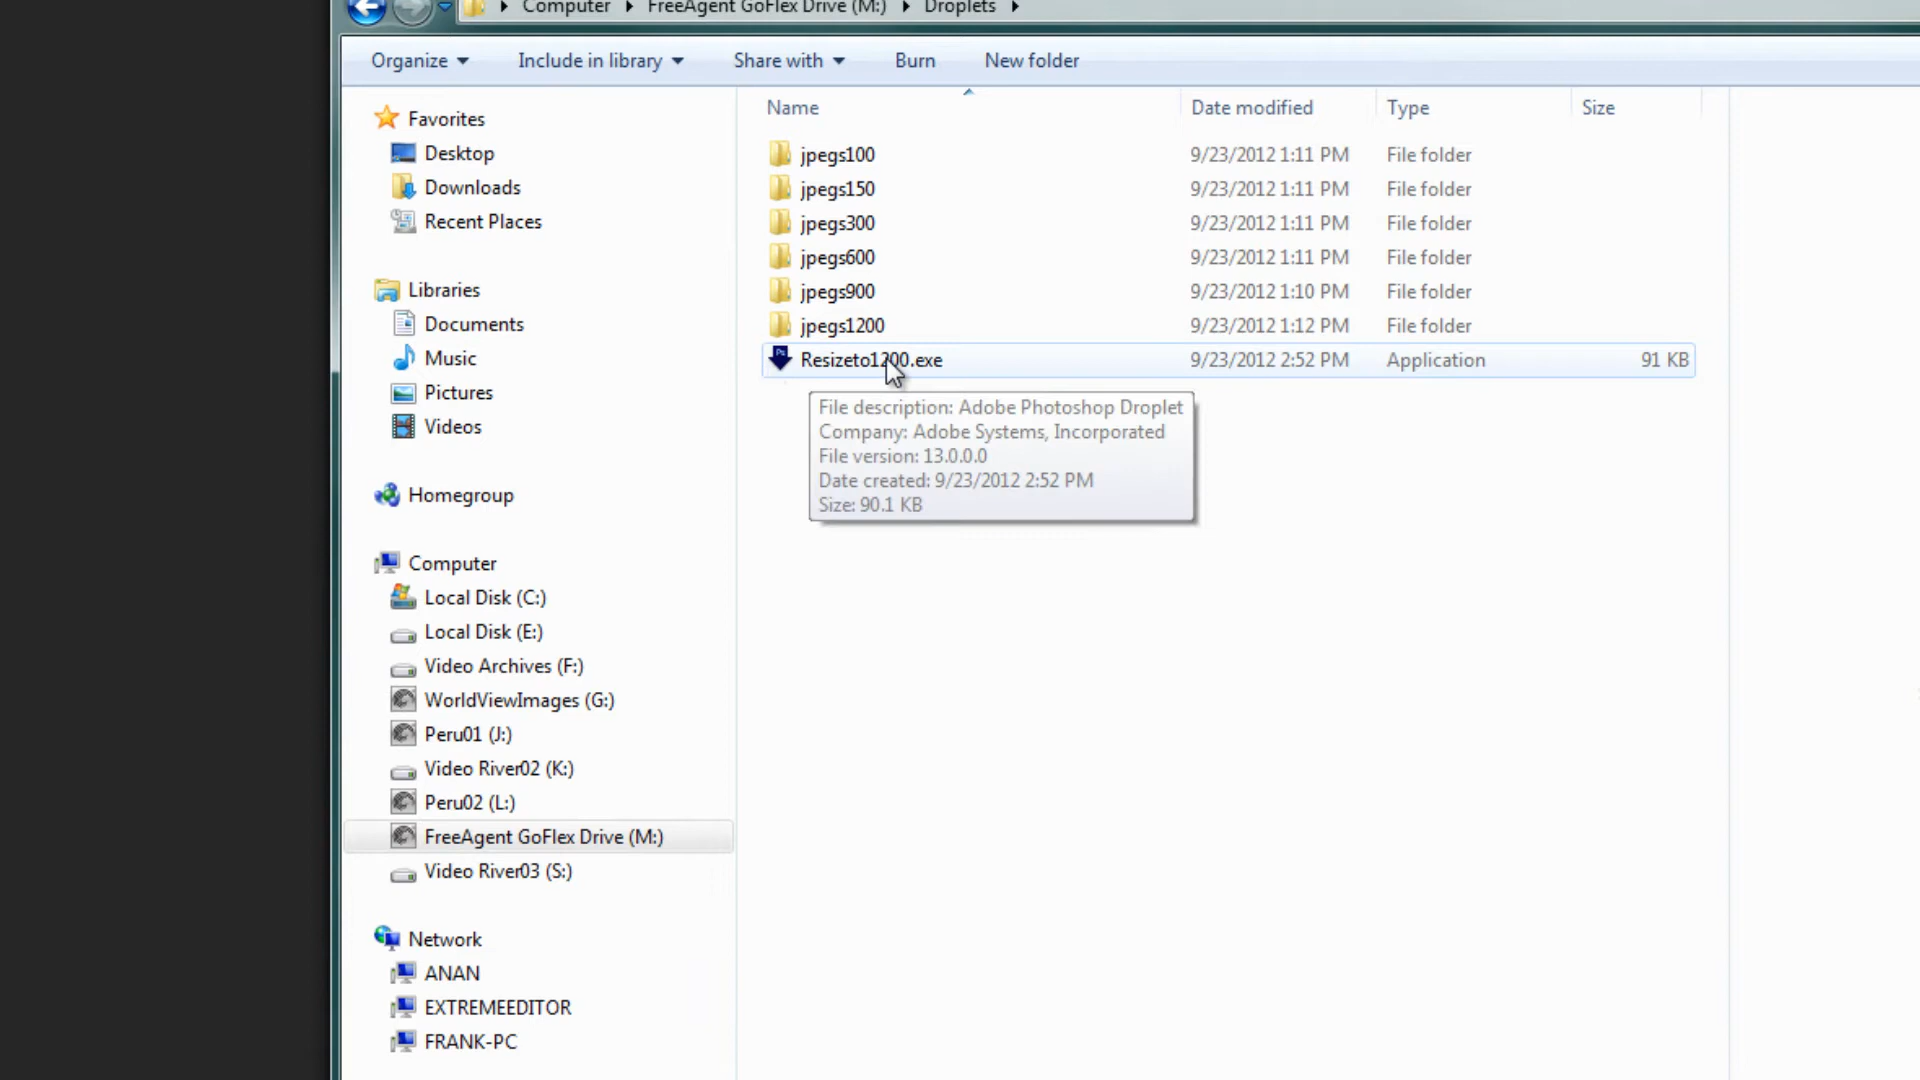 Computer FreeAgent GoFlex Drive (M:) Droplets
Organize Include in library Share with Burn New folder
Name Date modified Type Size
Favorites
Desktop
Downloads
Recent Places
Libraries
Documents
Music
Pictures
Videos
Homegroup
Computer
Local Disk (C:)
Local Disk (E:)
Video Archives (F:)
WorldViewImages (G:)
Peru01 (J:)
Video River02 (K:)
Peru02 (L:)
FreeAgent GoFlex Drive (M:)
Video River03 (S:)
Network
ANAN
EXTREMEEDITOR
FRANK-PC
jpegs100 9/23/2012 1:11 PM File folder
jpegs150 9/23/2012 1:11 PM File folder
jpegs300 9/23/2012 1:11 PM File folder
jpegs600 9/23/2012 1:11 PM File folder
jpegs900 9/23/2012 1:10 PM File folder
jpegs1200 9/23/2012 1:12 PM File folder
Resizeto1200.exe 9/23/2012 2:52 PM Application 91 KB
File description: Adobe Photoshop Droplet
Company: Adobe Systems, Incorporated
File version: 13.0.0.0
Date created: 9/23/2012 2:52 PM
Size: 90.1 KB